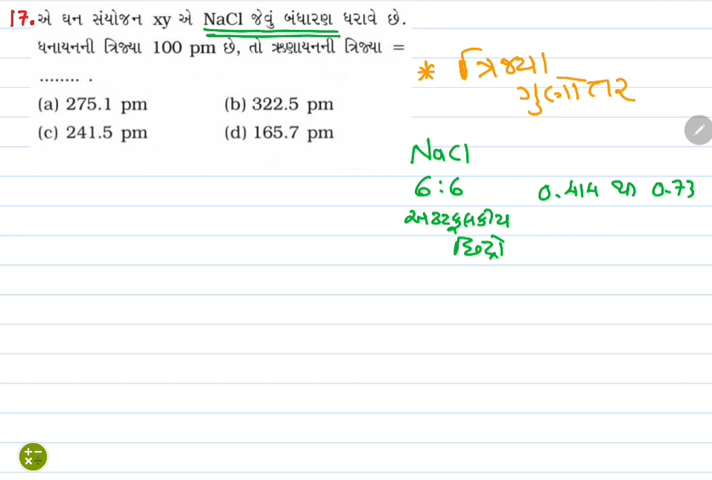 17. એ ઘન સંયોજન xy એ NaCl જેવું બંધારણ ધરાવે છે.
ધનાયનની ત્રિજ્યા 100 pm છે, તો ઋણાયનની ત્રિજ્યા =
........ .
(a) 275.1 pm (b) 322.5 pm
(c) 241.5 pm (d) 165.7 pm
* ત્રિજ્યા
ગુણોત્તર
NaCl
6:6 0.414 થી 0.73
અષ્ટફલકીય
છિદ્રો